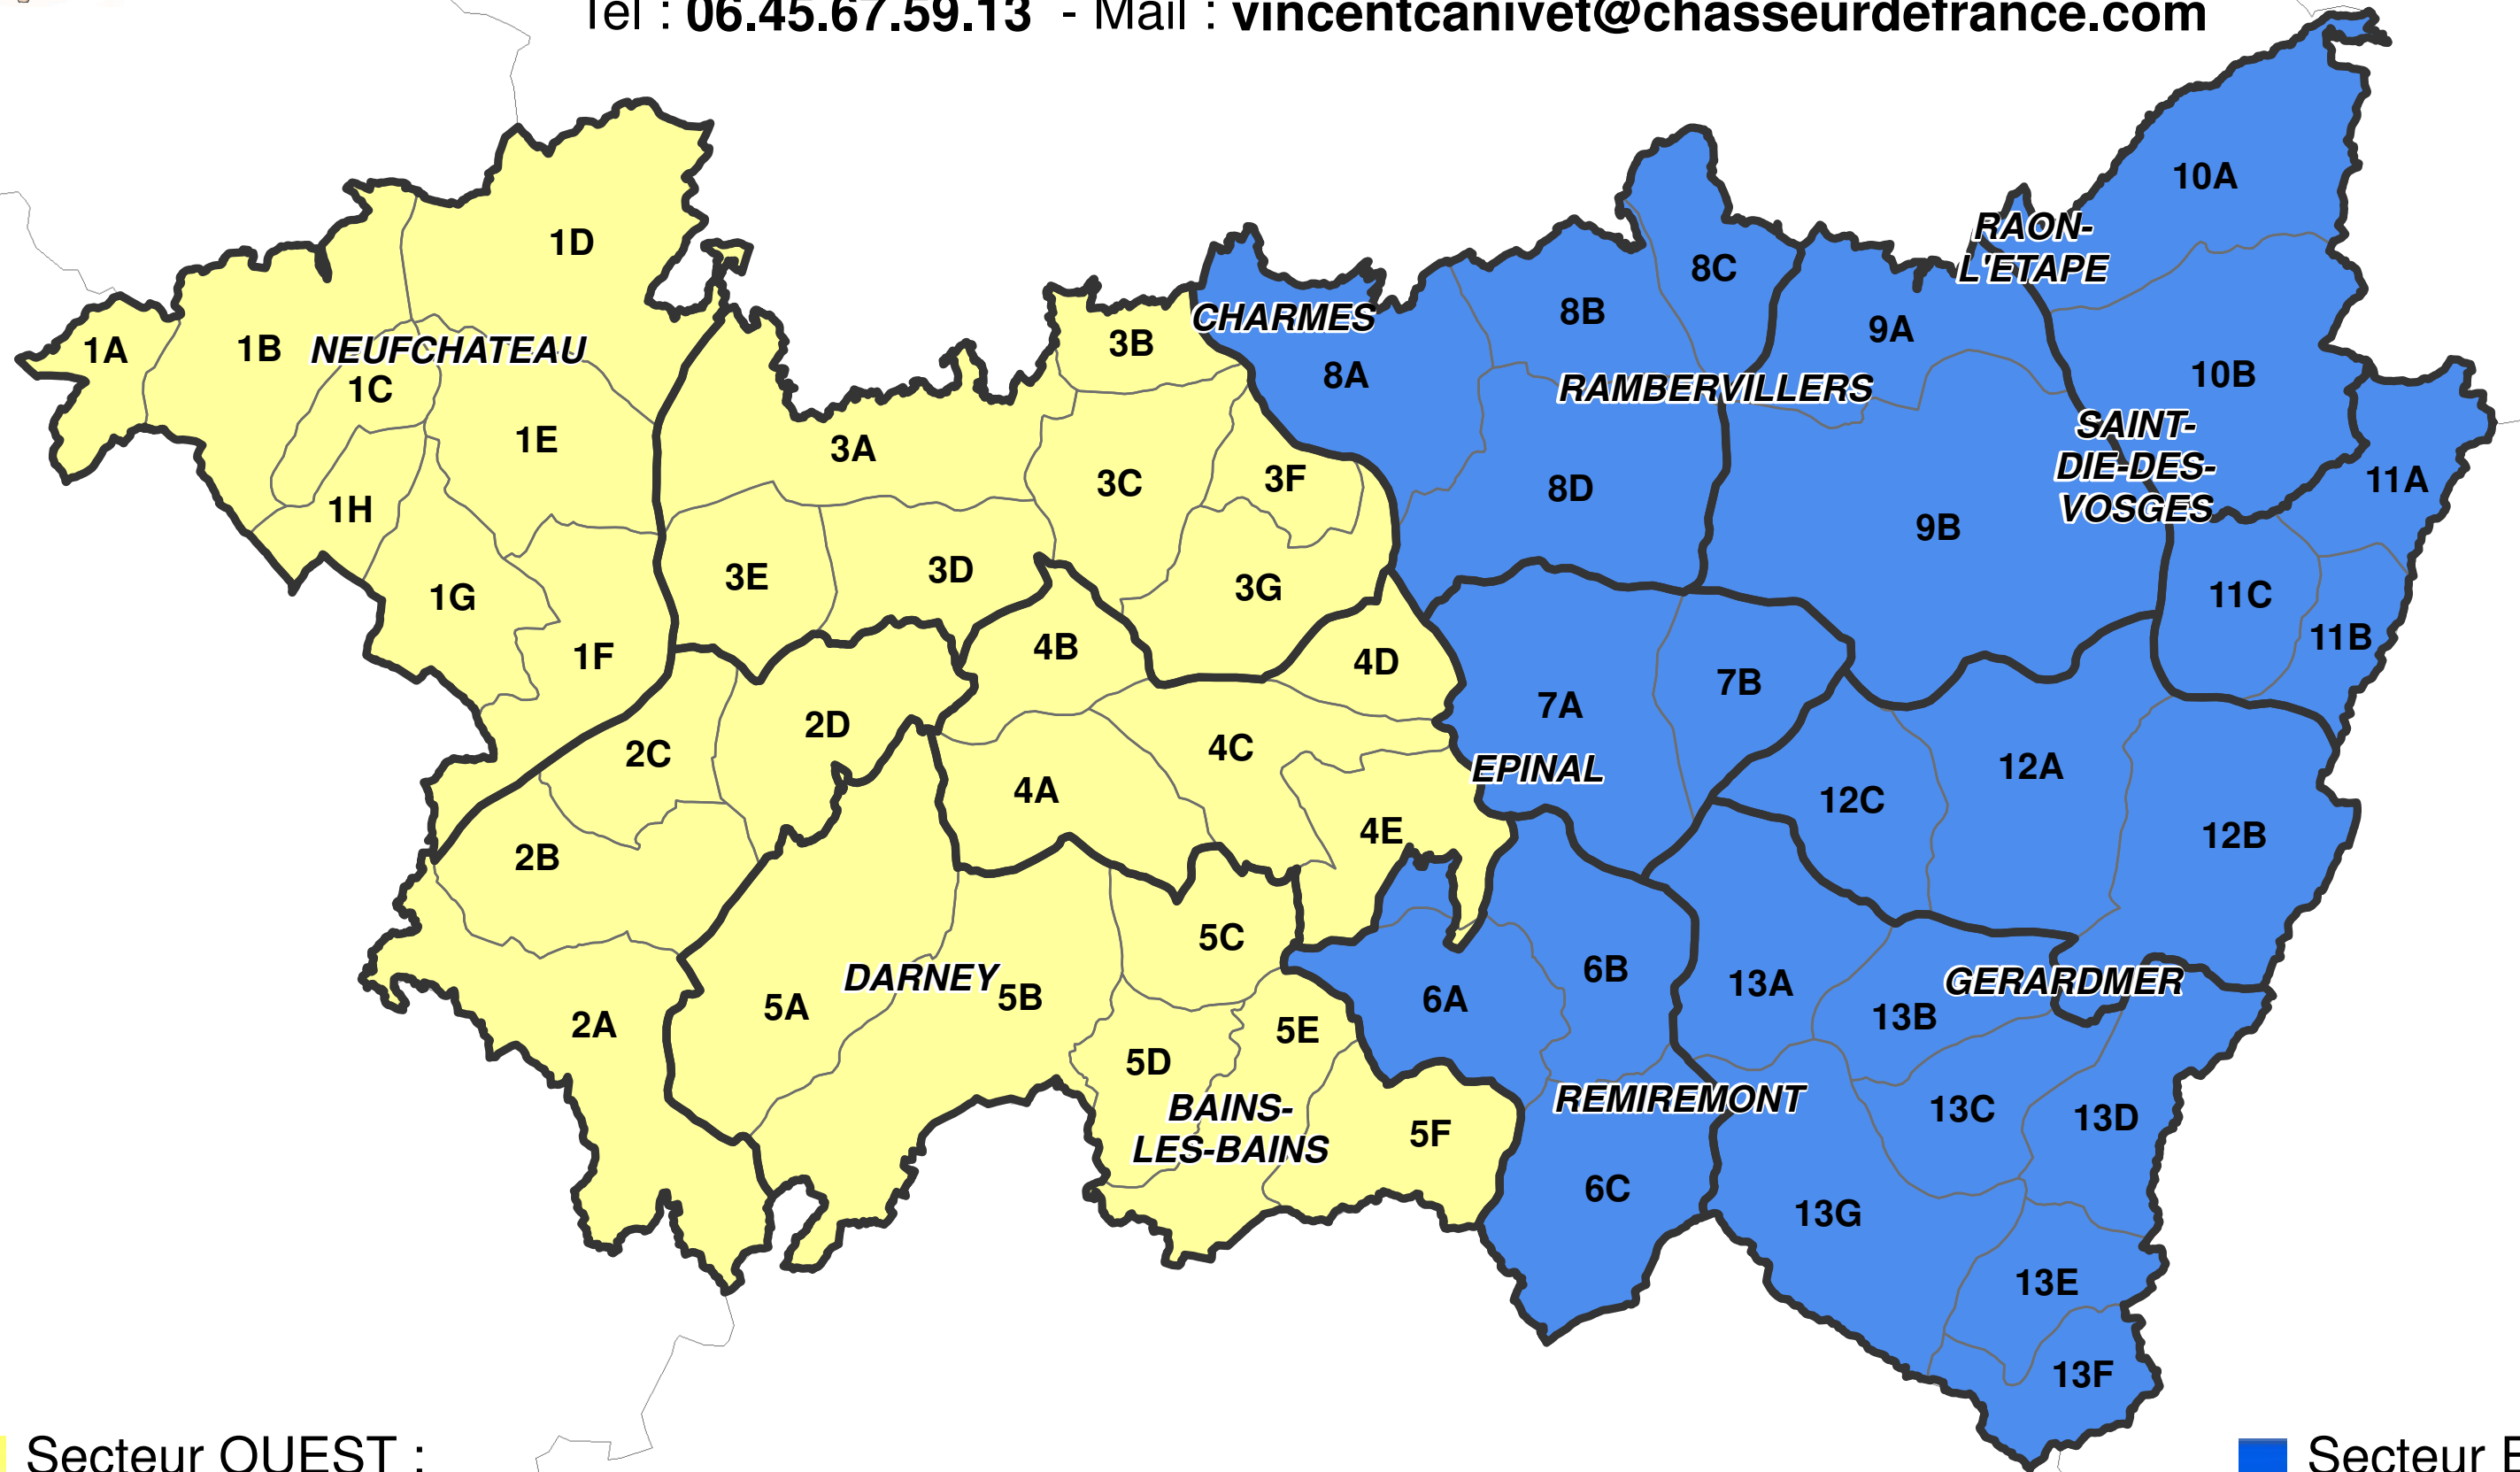 Tel : 06.45.67.59.13 - Mail : vincentcanivet@chasseurdefrance.com
10A
RAON-
L'ETAPE
1D
8C
8B
CHARMES
9A
3B
1A
1B
NEUFCHATEAU
8A
10B
1C
RAMBERVILLERS
SAINT-
DIE-DES-
VOSGES
1E
3A
3C
3F
8D
11A
1H
9B
3E
3D
3G
11C
1G
11B
1F
4B
4D
7B
7A
2D
2C
4C
EPINAL
12A
4A
12C
4E
12B
2B
5C
6B
DARNEY
5B
13A
GERARDMER
6A
5A
13B
2A
5E
5D
REMIREMONT
BAINS-
LES-BAINS
13C
13D
5F
6C
13G
13E
13F
Secteur OUEST :
Secteur